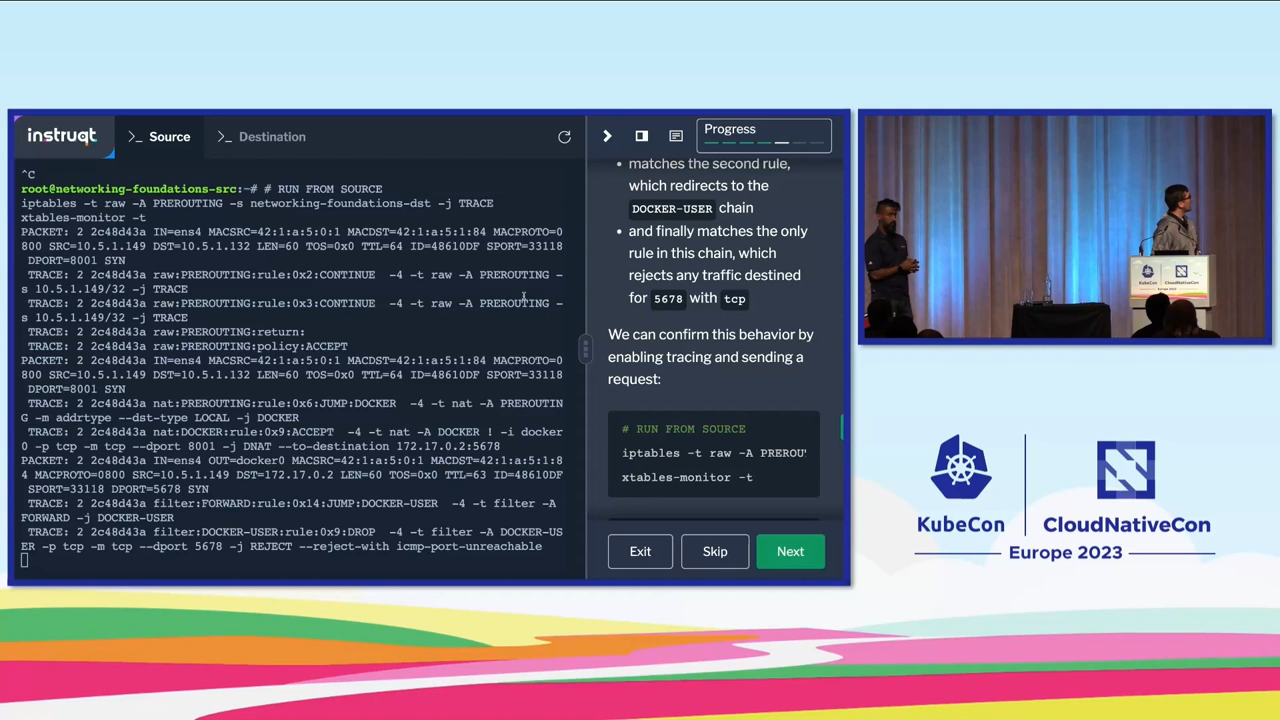 instruqt
>_ Source
>_ Destination
Progress
^C
root@networking-foundations-src:~# # RUN FROM SOURCE
iptables -t raw -A PREROUTING -s networking-foundations-dst -j TRACE
xtables-monitor -t
PACKET: 2 2c48d43a IN=ens4 MACSRC=42:1:a:5:0:1 MACDST=42:1:a:5:1:84 MACPROTO=0
800 SRC=10.5.1.149 DST=10.5.1.132 LEN=60 TOS=0x0 TTL=64 ID=48610DF SPORT=33118
DPORT=8001 SYN
TRACE: 2 2c48d43a raw:PREROUTING:rule:0x2:CONTINUE  -4 -t raw -A PREROUTING -
s 10.5.1.149/32 -j TRACE
TRACE: 2 2c48d43a raw:PREROUTING:rule:0x3:CONTINUE  -4 -t raw -A PREROUTING -
s 10.5.1.149/32 -j TRACE
TRACE: 2 2c48d43a raw:PREROUTING:return:
TRACE: 2 2c48d43a raw:PREROUTING:policy:ACCEPT
PACKET: 2 2c48d43a IN=ens4 MACSRC=42:1:a:5:0:1 MACDST=42:1:a:5:1:84 MACPROTO=0
800 SRC=10.5.1.149 DST=10.5.1.132 LEN=60 TOS=0x0 TTL=64 ID=48610DF SPORT=33118
DPORT=8001 SYN
TRACE: 2 2c48d43a nat:PREROUTING:rule:0x6:JUMP:DOCKER  -4 -t nat -A PREROUTIN
G -m addrtype --dst-type LOCAL -j DOCKER
TRACE: 2 2c48d43a nat:DOCKER:rule:0x9:ACCEPT  -4 -t nat -A DOCKER ! -i docker
0 -p tcp -m tcp --dport 8001 -j DNAT --to-destination 172.17.0.2:5678
PACKET: 2 2c48d43a IN=ens4 OUT=docker0 MACSRC=42:1:a:5:0:1 MACDST=42:1:a:5:1:8
4 MACPROTO=0800 SRC=10.5.1.149 DST=172.17.0.2 LEN=60 TOS=0x0 TTL=63 ID=48610DF
SPORT=33118 DPORT=5678 SYN
TRACE: 2 2c48d43a filter:FORWARD:rule:0x14:JUMP:DOCKER-USER  -4 -t filter -A
FORWARD -j DOCKER-USER
TRACE: 2 2c48d43a filter:DOCKER-USER:rule:0x9:DROP  -4 -t filter -A DOCKER-US
ER -p tcp -m tcp --dport 5678 -j REJECT --reject-with icmp-port-unreachable
• matches the second rule,
which redirects to the
DOCKER-USER chain
• and finally matches the only
rule in this chain, which
rejects any traffic destined
for 5678 with tcp
We can confirm this behavior by
enabling tracing and sending a
request:
# RUN FROM SOURCE
iptables -t raw -A PREROU
xtables-monitor -t
Exit
Skip
Next
KubeCon
CloudNativeCon
Europe 2023